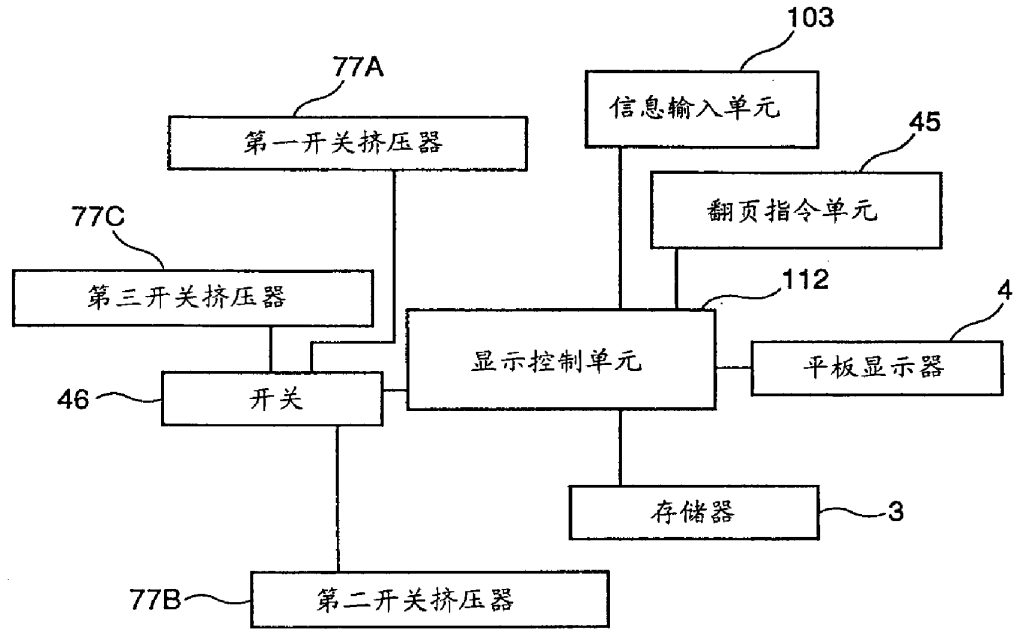 103
信息输入单元
77A
第一开关挤压器
45
翻页指令单元
77C
第三开关挤压器
112
显示控制单元
4
平板显示器
46
开关
存储器
3
77B
第二开关挤压器